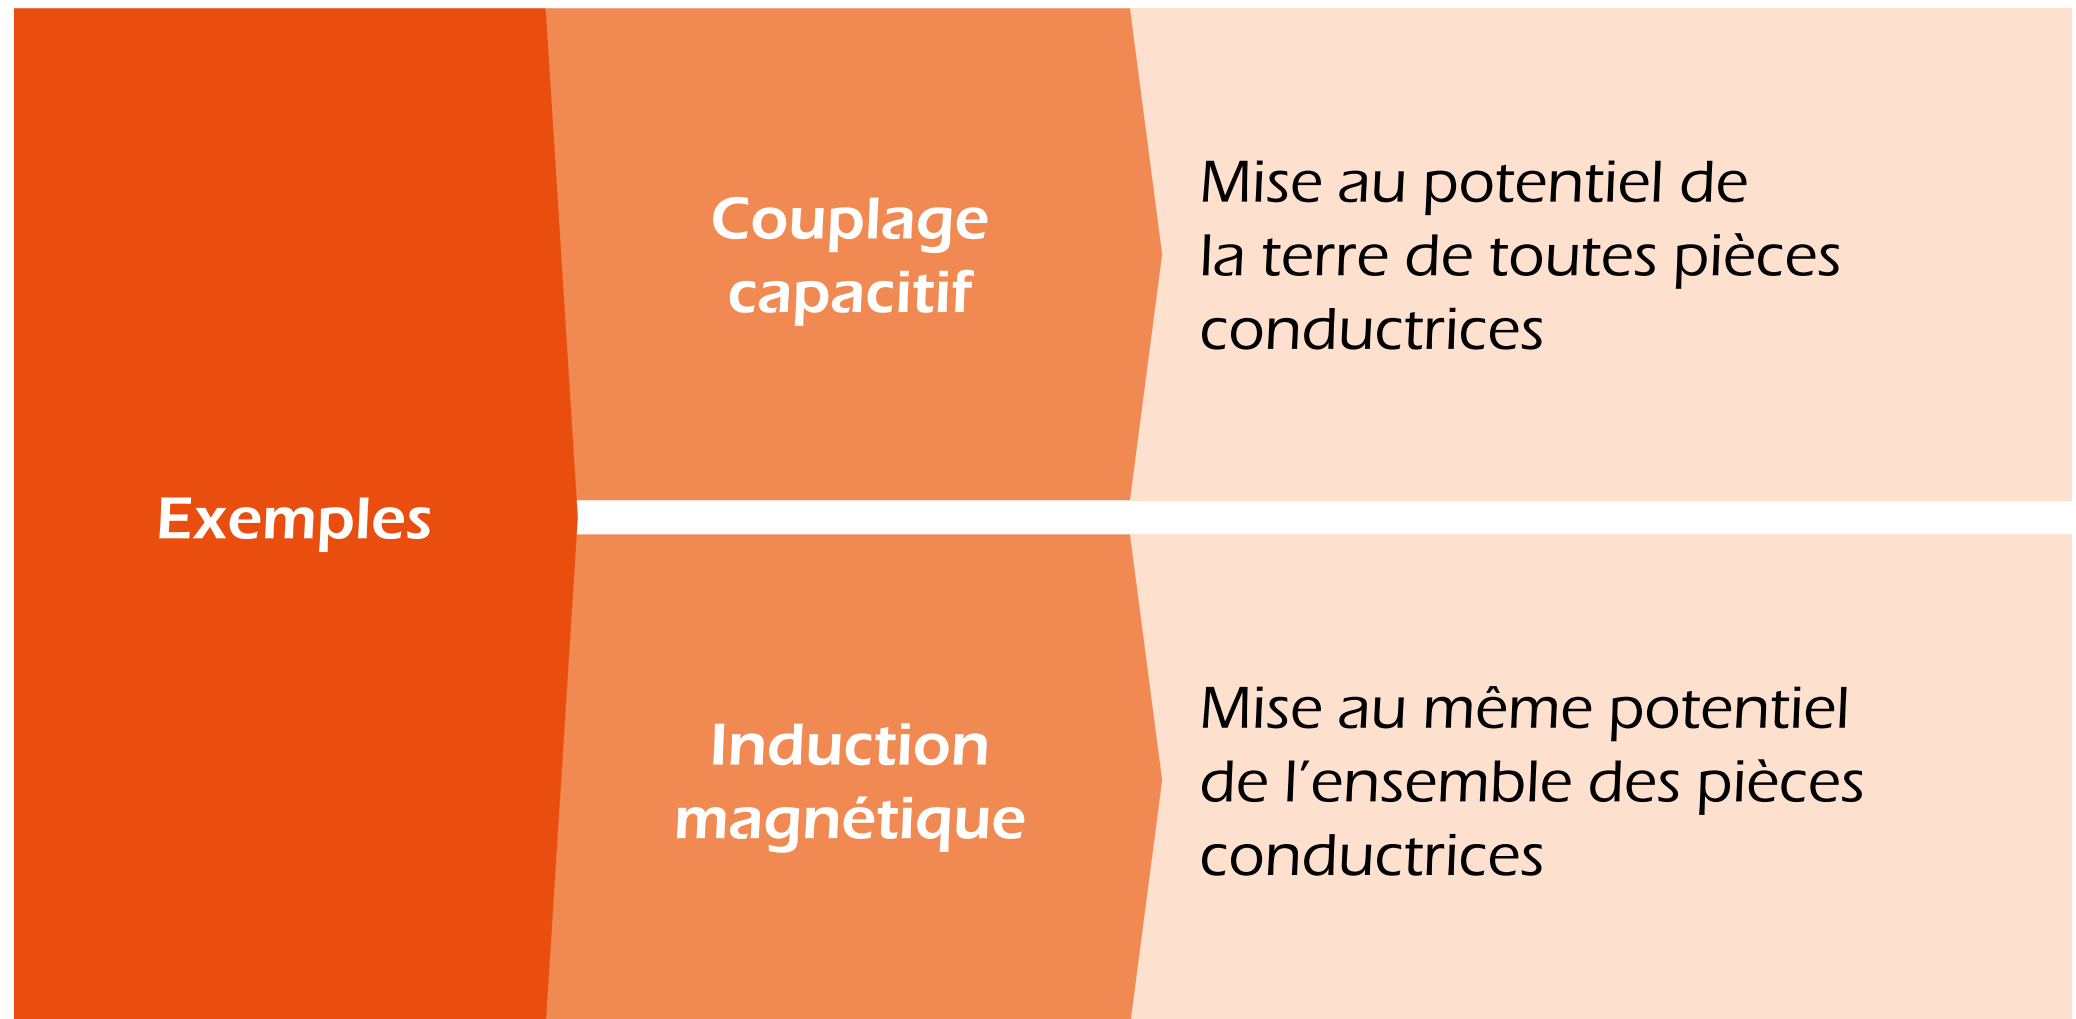 Exemples
Couplage
capacitif
Mise au potentiel de
la terre de toutes pièces
conductrices
Induction
magnétique
Mise au même potentiel
de l’ensemble des pièces
conductrices